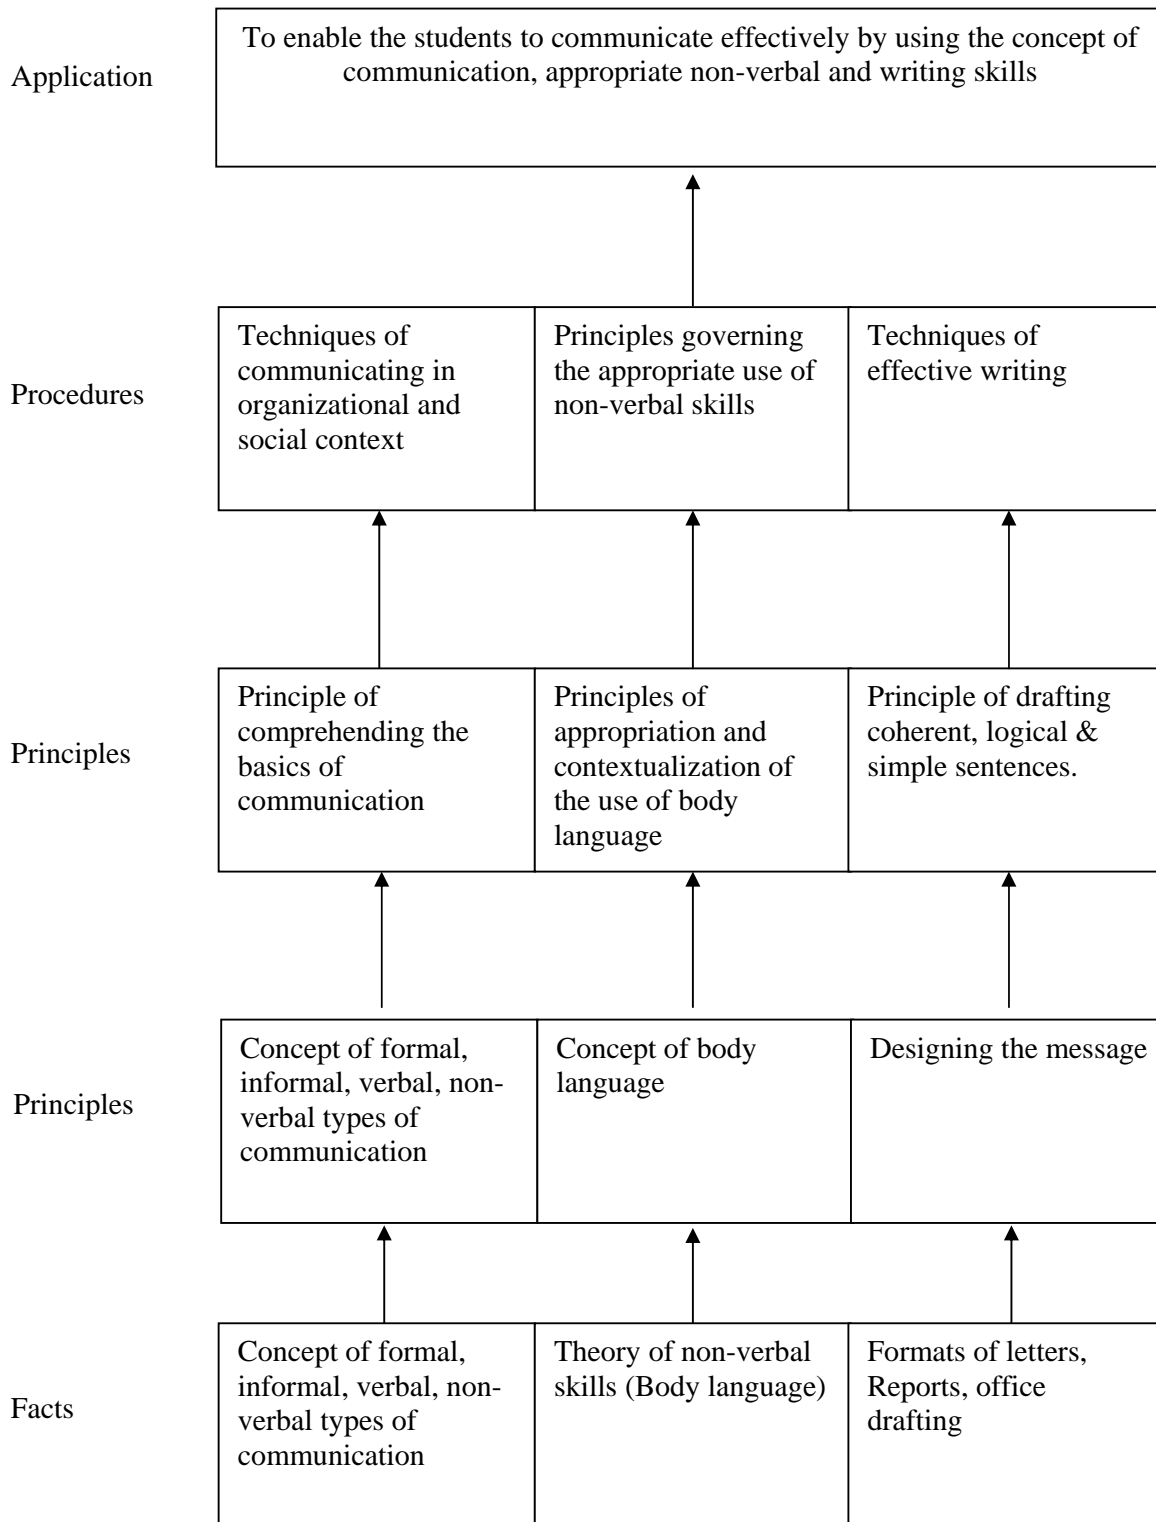 To enable the students to communicate effectively by using the concept of
communication, appropriate non-verbal and writing skills
Application
Techniques of
communicating in
organizational and
social context
Principles governing
the appropriate use of
non-verbal skills
Techniques of
effective writing
Procedures
Principle of
comprehending the
basics of
communication
Principles of
appropriation and
contextualization of
the use of body
language
Principle of drafting
coherent, logical &
simple sentences.
Principles
Concept of formal,
informal, verbal, non-
verbal types of
communication
Concept of body
language
Designing the message
Principles
Concept of formal,
informal, verbal, non-
verbal types of
communication
Theory of non-verbal
skills (Body language)
Formats of letters,
Reports, office
drafting
Facts